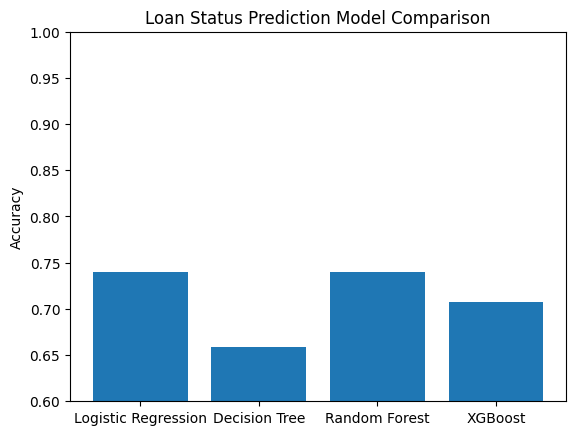 Loan Status Prediction Model Comparison
1.00
0.95
0.90
0.85
0.80
0.75
0.70
0.65
0.60
Accuracy
Logistic Regression
Decision Tree
Random Forest
XGBoost